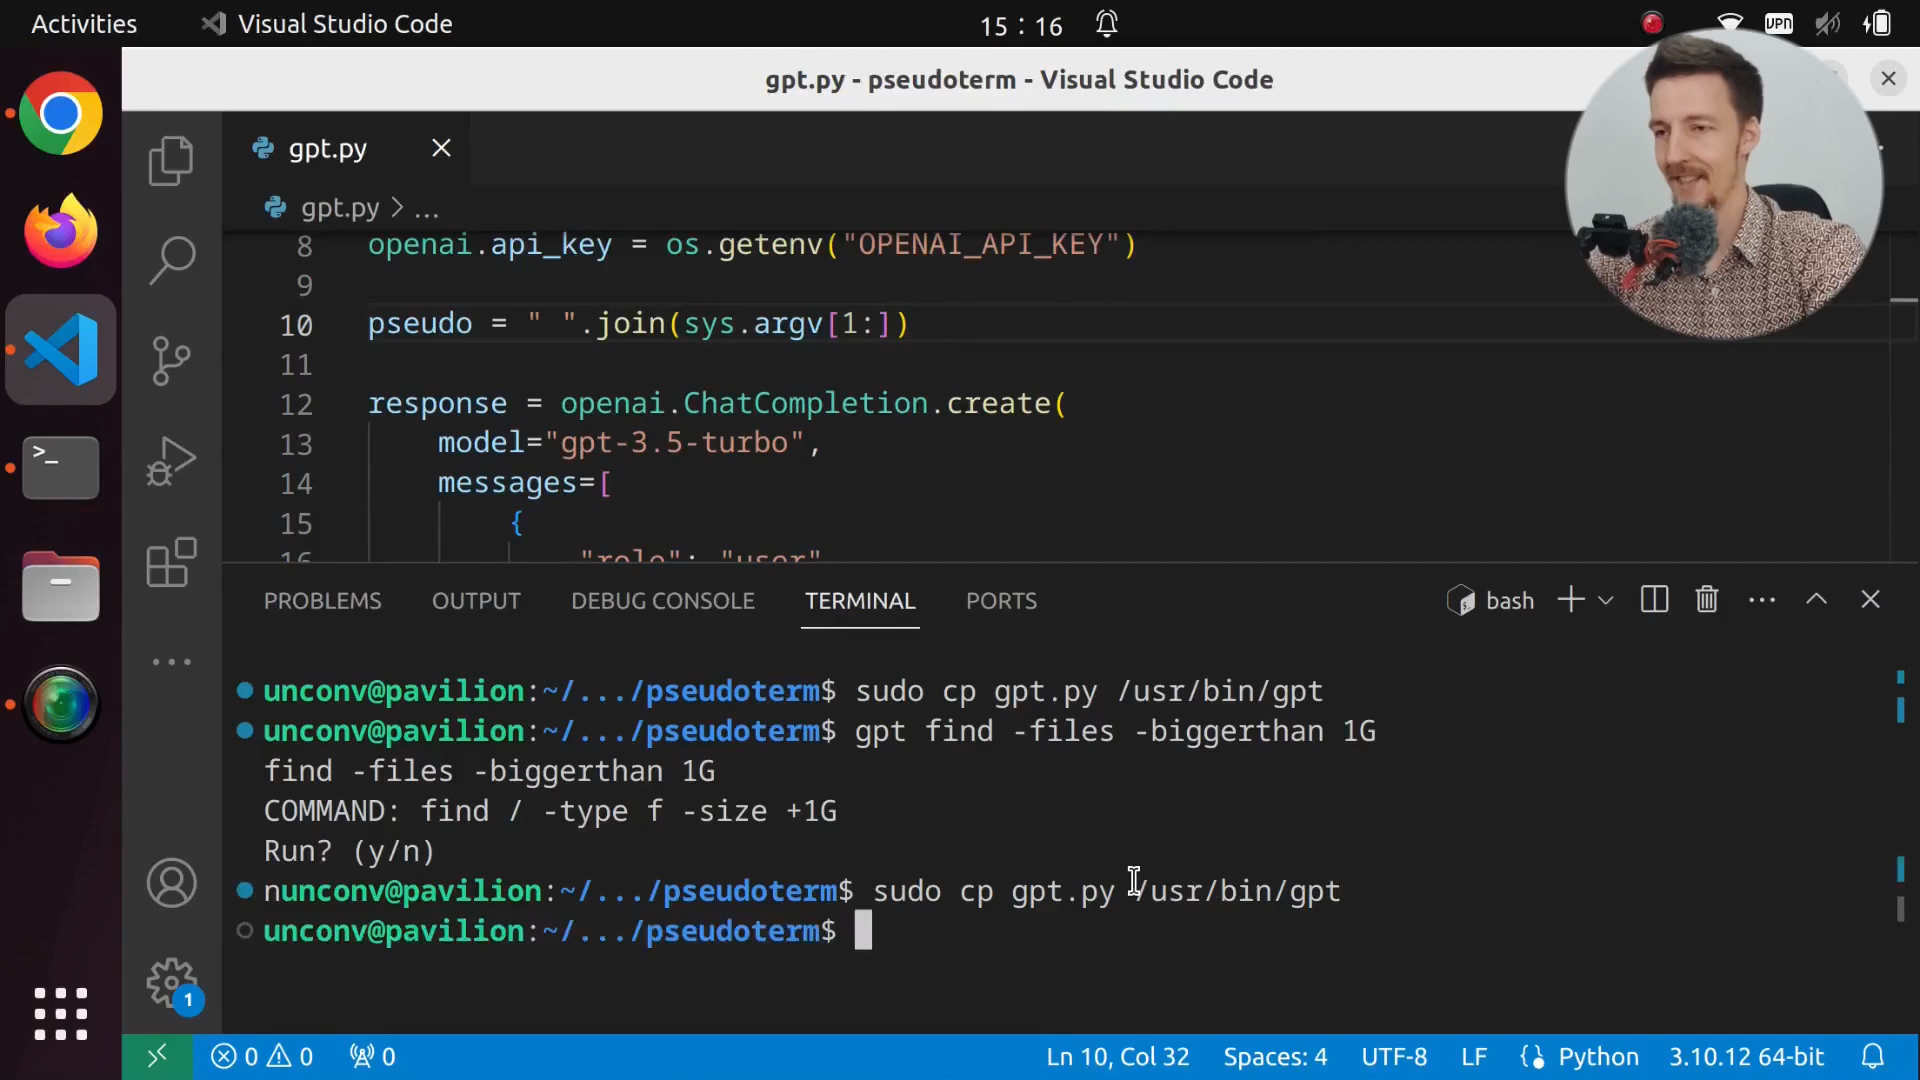 Activities
Visual Studio Code
15 : 16
VPN
gpt.py - pseudoterm - Visual Studio Code
gpt.py
gpt.py > ...
8 openai.api_key = os.getenv("OPENAI_API_KEY")
9
10 pseudo = " ".join(sys.argv[1:])
11
12 response = openai.ChatCompletion.create(
13 model="gpt-3.5-turbo",
14 messages=[
15 {
16 "role": "user"
PROBLEMS OUTPUT DEBUG CONSOLE TERMINAL PORTS
bash
unconv@pavilion:~/.../pseudoterm$ sudo cp gpt.py /usr/bin/gpt
unconv@pavilion:~/.../pseudoterm$ gpt find -files -biggerthan 1G
find -files -biggerthan 1G
COMMAND: find / -type f -size +1G
Run? (y/n)
nunconv@pavilion:~/.../pseudoterm$ sudo cp gpt.py /usr/bin/gpt
unconv@pavilion:~/.../pseudoterm$
1
0 0 0
Ln 10, Col 32 Spaces: 4 UTF-8 LF Python 3.10.12 64-bit